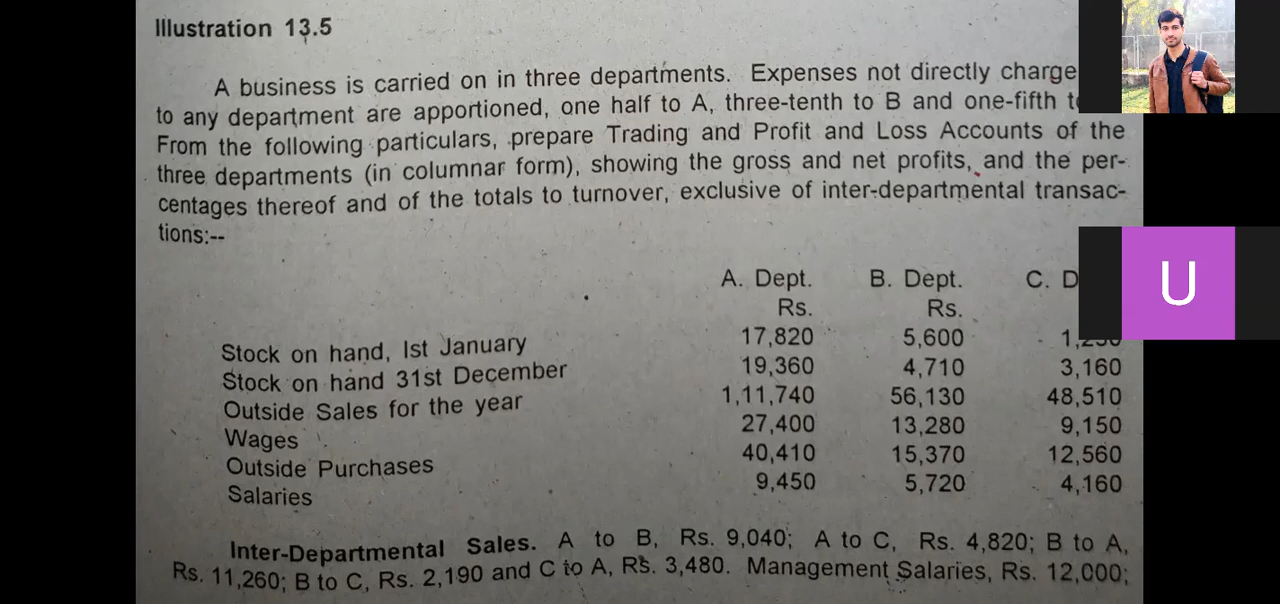 Illustration 13.5
A business is carried on in three departments. Expenses not directly charge
to any department are apportioned, one half to A, three-tenth to B and one-fifth
From the following particulars, prepare Trading and Profit and Loss Accounts of the
three departments (in columnar form), showing the gross and net profits, and the per-
centages thereof and of the totals to turnover, exclusive of inter-departmental transac-
tions:--
A. Dept. B. Dept. C. D
Rs. Rs.
Stock on hand, Ist January 17,820 5,600
Stock on hand 31st December 19,360 4,710 3,160
Outside Sales for the year 1,11,740 56,130 48,510
Wages 27,400 13,280 9,150
Outside Purchases 40,410 15,370 12,560
Salaries 9,450 5,720 4,160
Inter-Departmental Sales. A to B, Rs. 9,040; A to C, Rs. 4,820; B to A,
Rs. 11,260; B to C, Rs. 2,190 and C to A, Rs. 3,480. Management Salaries, Rs. 12,000;
U